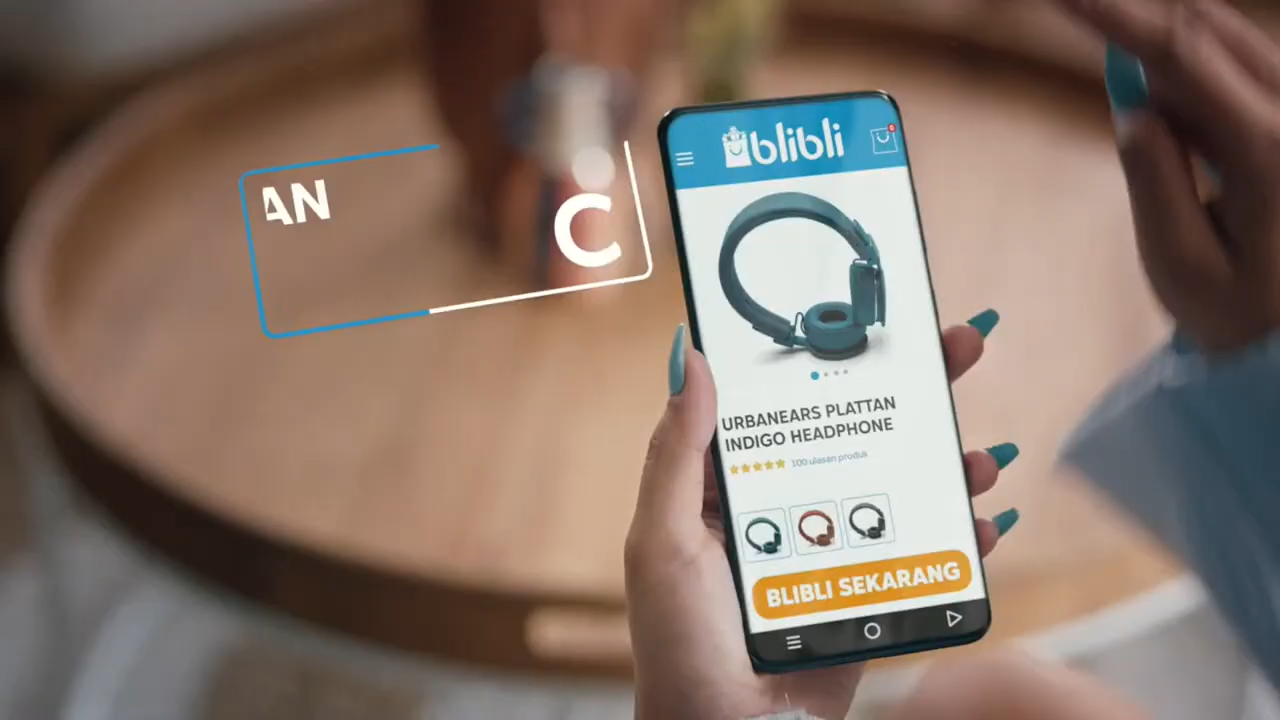 AN
C
blibli
URBANEARS PLATTAN
INDIGO HEADPHONE
100 ulasan produk
BLIBLI SEKARANG